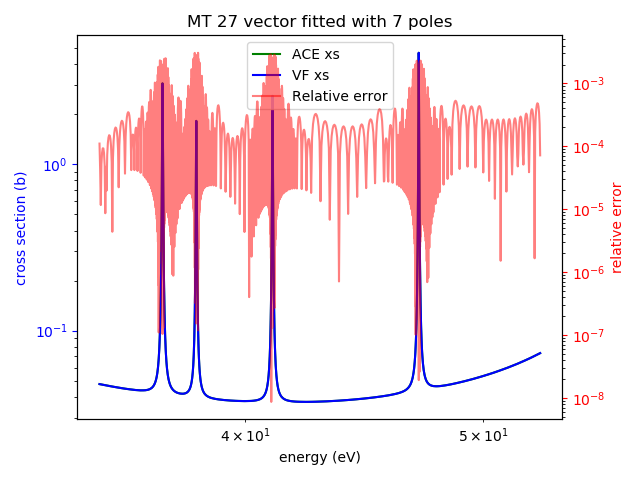 MT 27 vector fitted with 7 poles
ACE xs
VF xs
Relative error
10⁰
10⁻¹
cross section (b)
10⁻³
10⁻⁴
10⁻⁵
10⁻⁶
10⁻⁷
10⁻⁸
relative error
4 × 10¹
5 × 10¹
energy (eV)